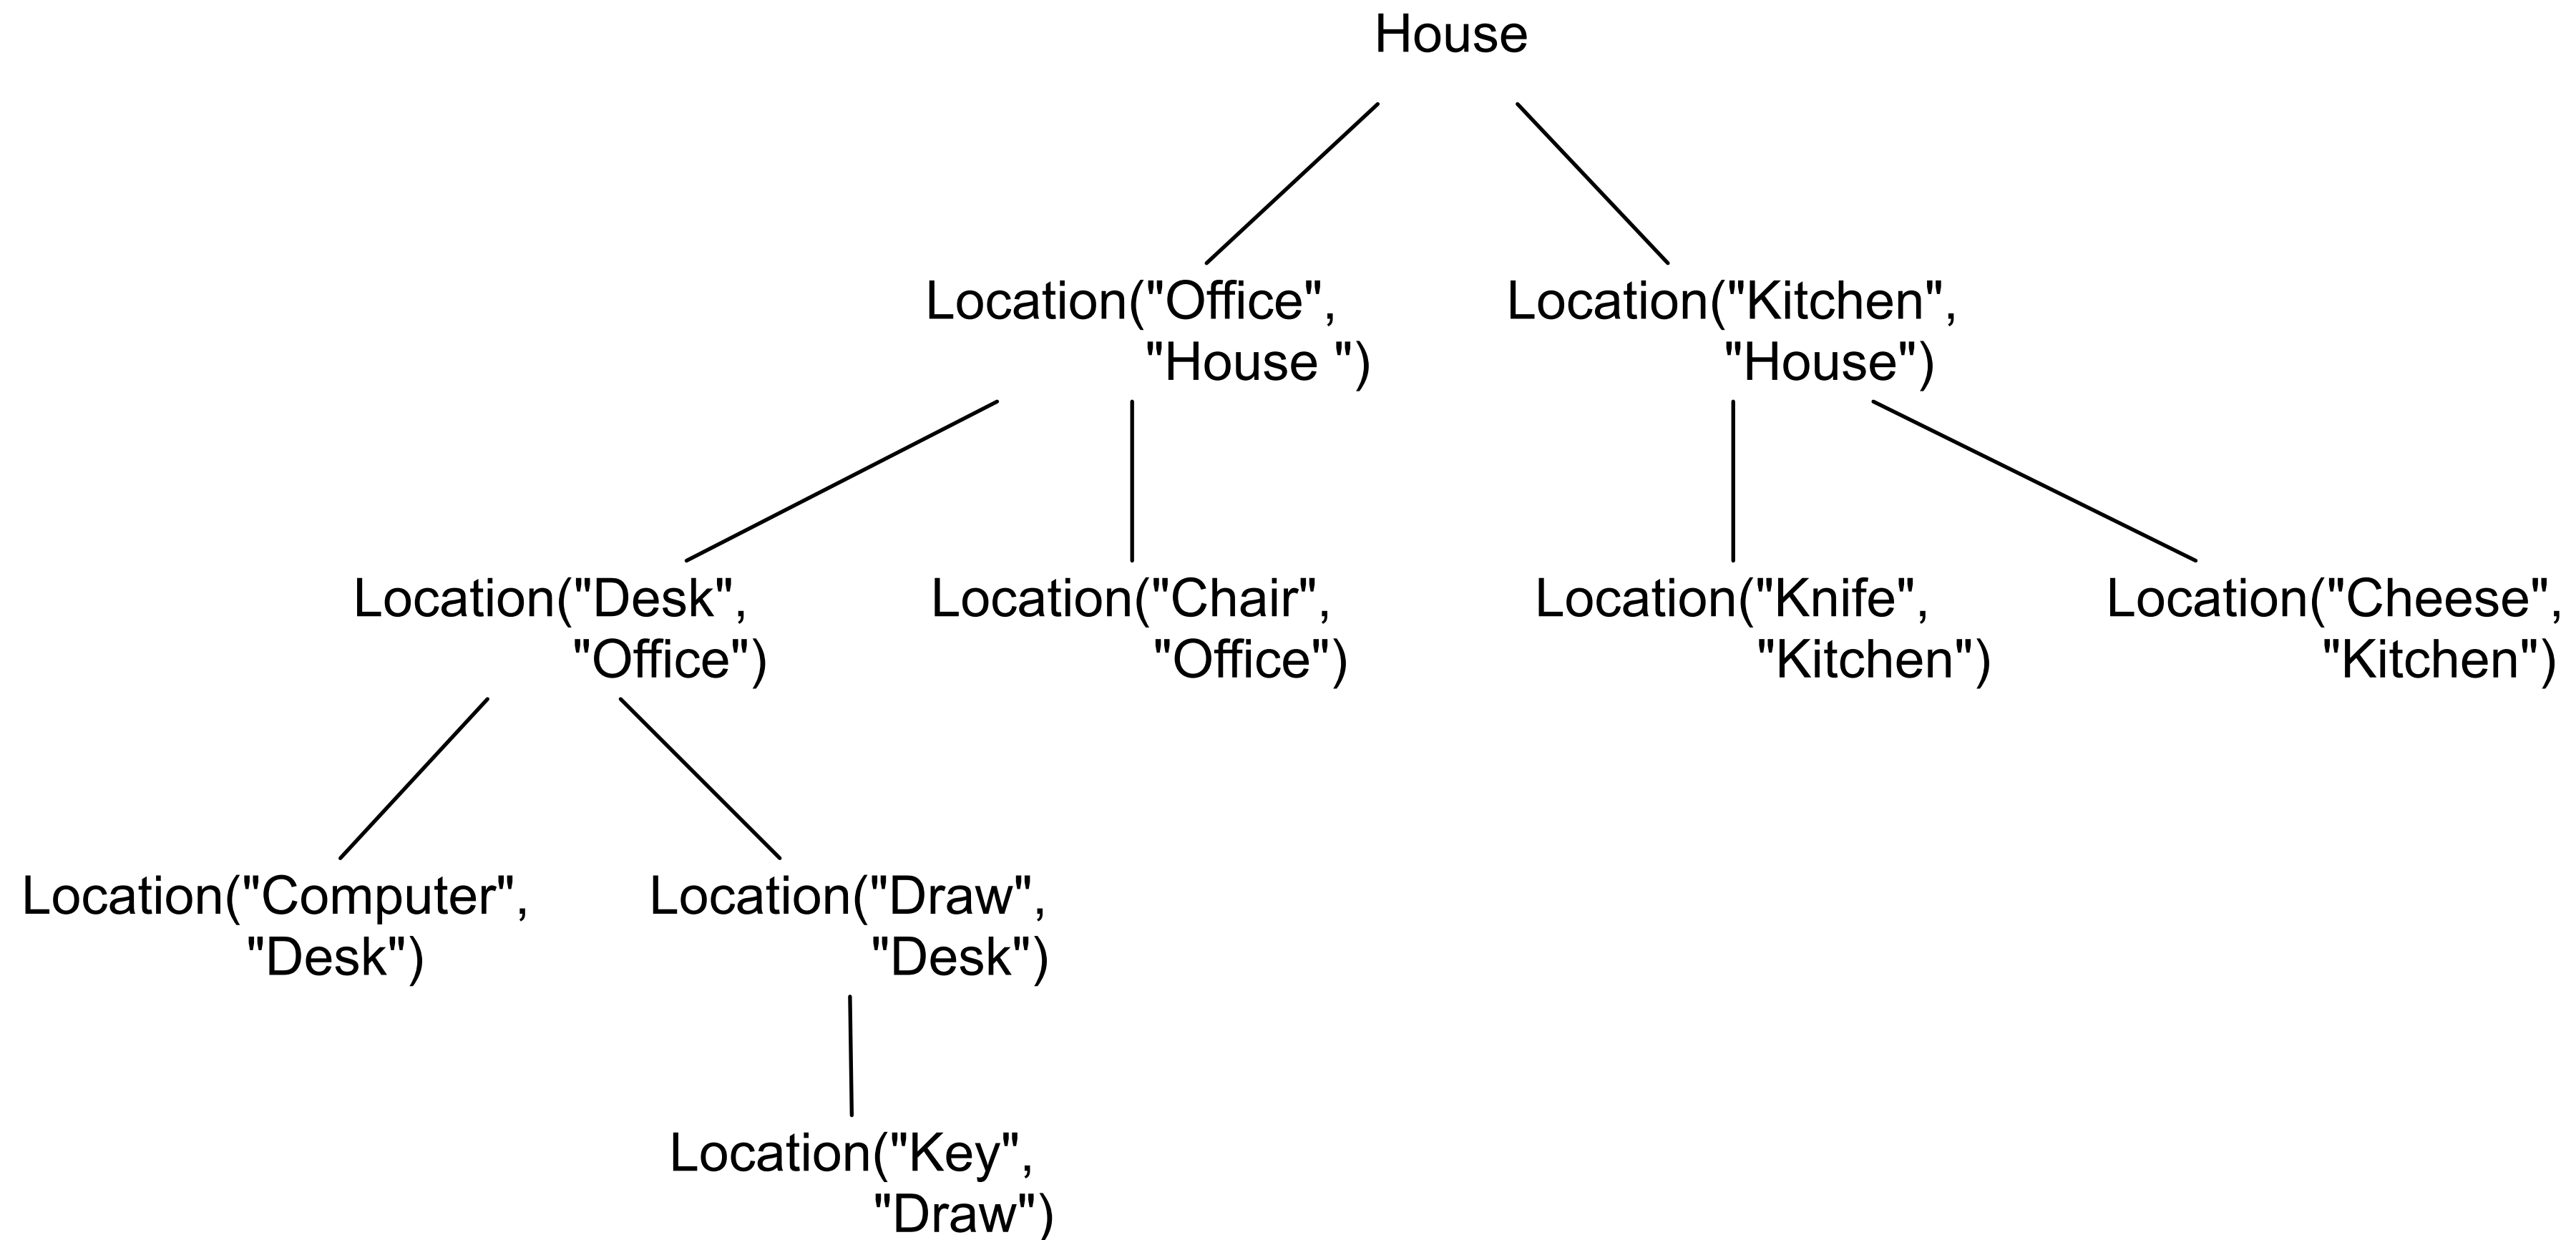 House
Location("Office",
"House ")
Location("Kitchen",
"House")
Location("Desk",
"Office")
Location("Chair",
"Office")
Location("Knife",
"Kitchen")
Location("Cheese",
"Kitchen")
Location("Computer",
"Desk")
Location("Draw",
"Desk")
Location("Key",
"Draw")